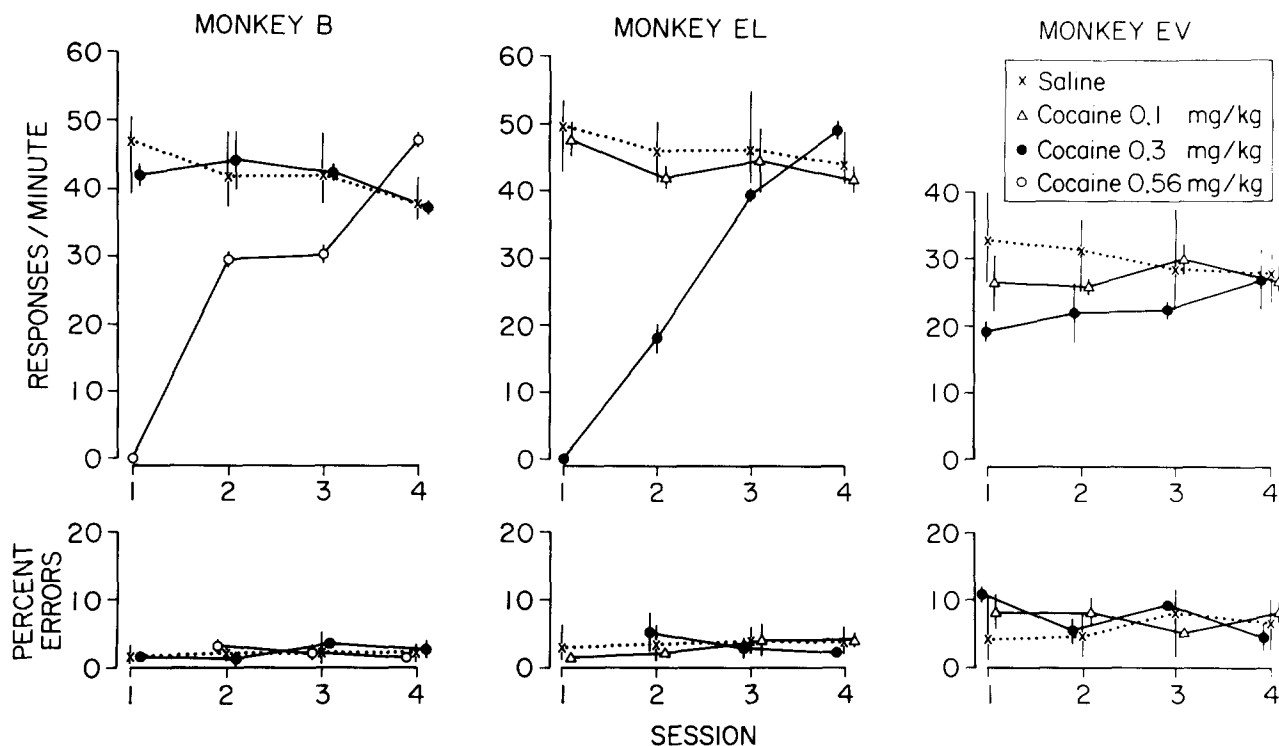 MONKEY B
MONKEY EL
MONKEY EV
x Saline
△ Cocaine 0.1 mg/kg
● Cocaine 0.3 mg/kg
○ Cocaine 0.56 mg/kg
RESPONSES / MINUTE
60
50
40
30
20
10
0
1 2 3 4
60
50
40
30
20
10
0
1 2 3 4
40
30
20
10
0
1 2 3 4
PERCENT
ERRORS
20
10
0
1 2 3 4
20
10
0
1 2 3 4
20
10
0
1 2 3 4
SESSION